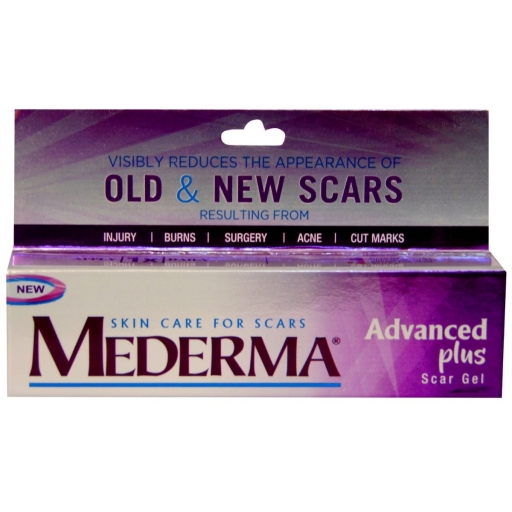 VISIBLY REDUCES THE APPEARANCE OF
OLD & NEW SCARS
RESULTING FROM
INJURY | BURNS | SURGERY | ACNE | CUT MARKS
NEW
SKIN CARE FOR SCARS
MEDERMA®
Advanced
plus
Scar Gel